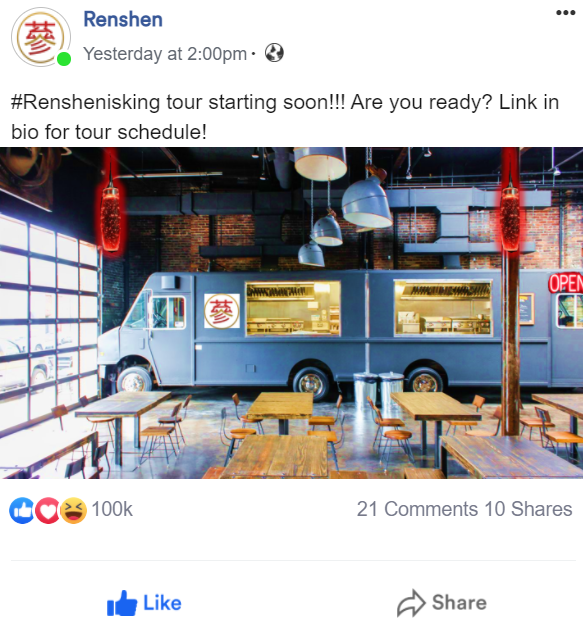 蔘
Renshen
Yesterday at 2:00pm ·
#Renshenisking tour starting soon!!! Are you ready? Link in
bio for tour schedule!
蔘
OPEN
100k
21 Comments 10 Shares
Like
Share